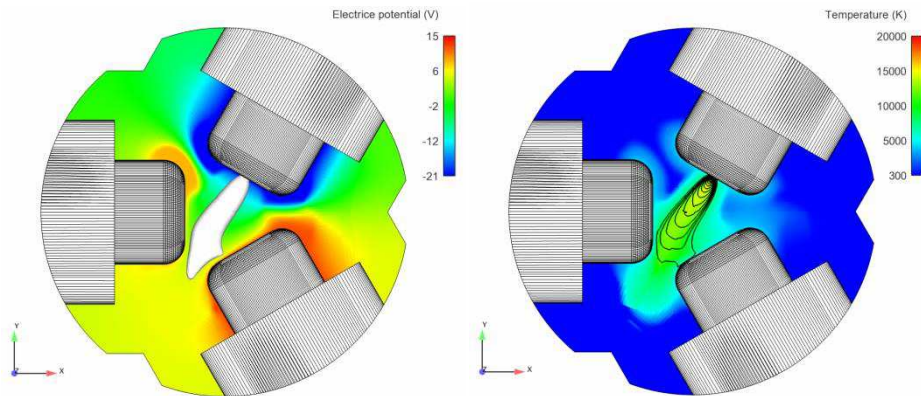 Electrice potential (V)
15
6
-2
-12
-21
Y
Z
X
Temperature (K)
20000
15000
10000
5000
300
Y
Z
X